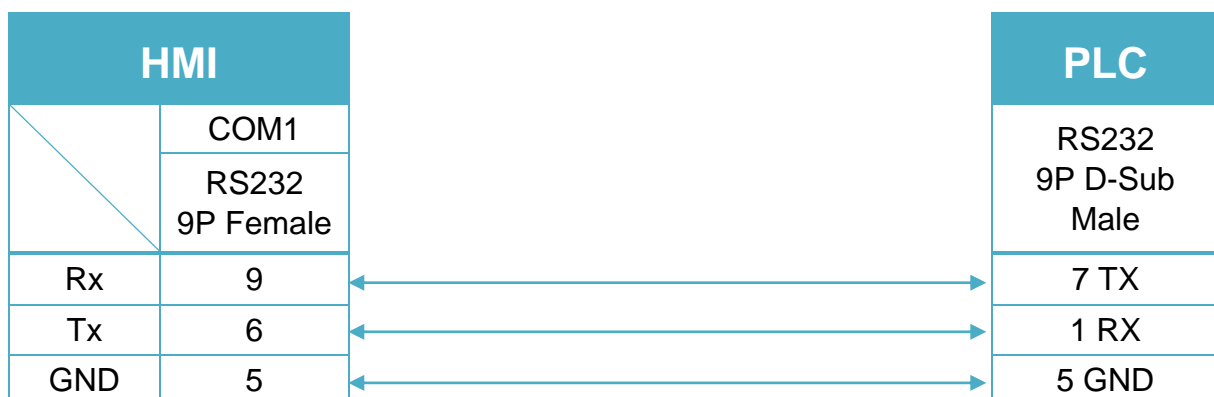 HMI
PLC
COM1
RS232
9P Female
RS232
9P D-Sub
Male
Rx 9 7 TX
Tx 6 1 RX
GND 5 5 GND